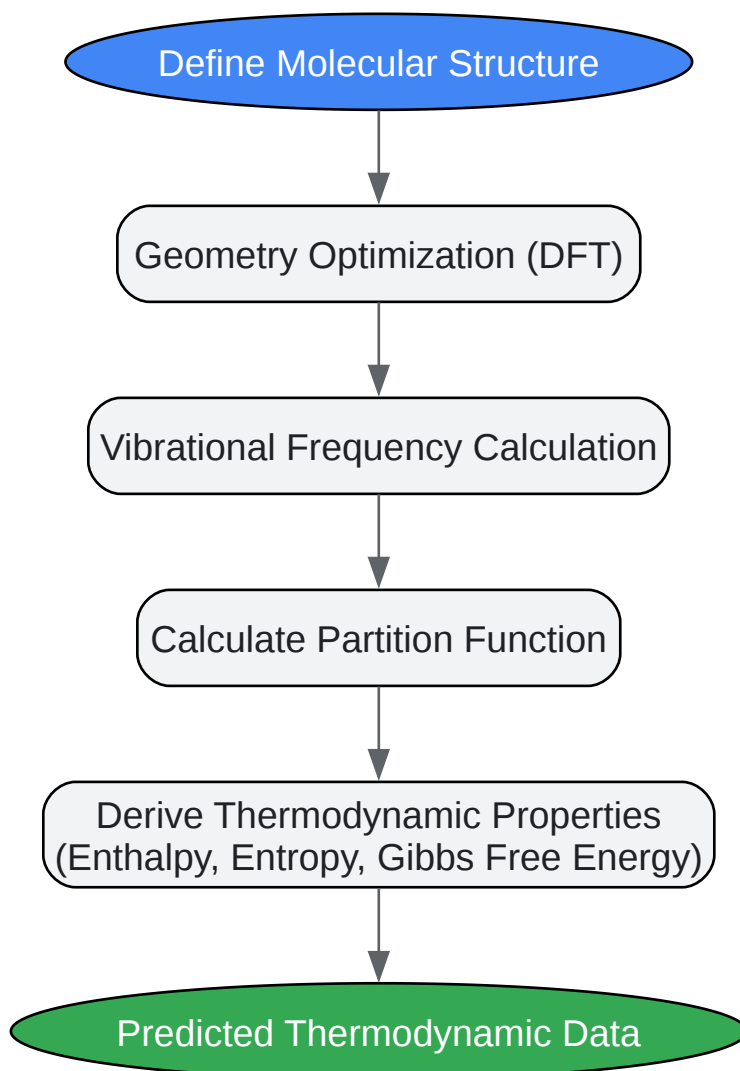 Define Molecular Structure
Geometry Optimization (DFT)
Vibrational Frequency Calculation
Calculate Partition Function
Derive Thermodynamic Properties
(Enthalpy, Entropy, Gibbs Free Energy)
Predicted Thermodynamic Data